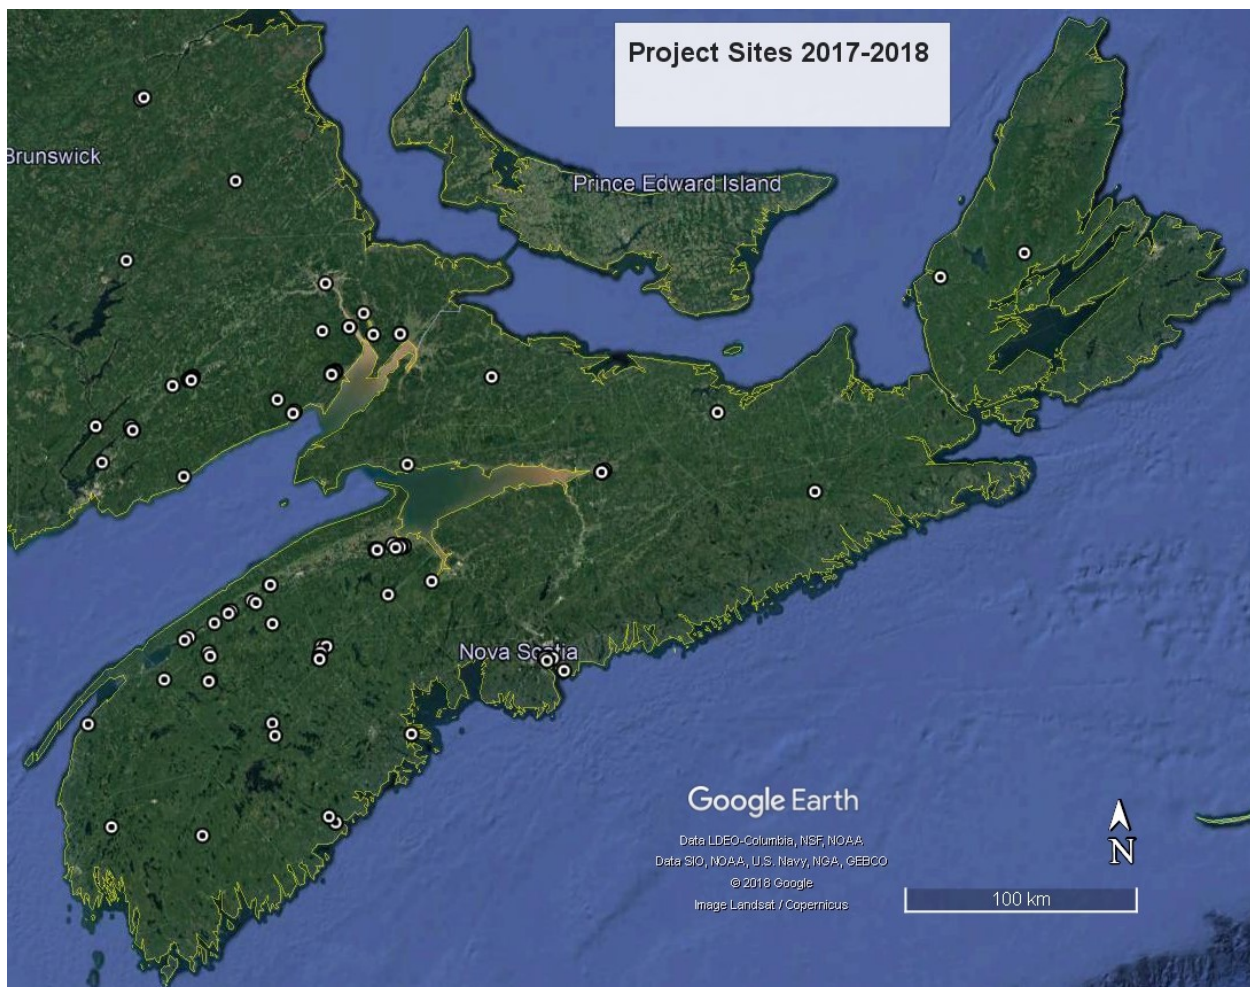 Project Sites 2017-2018
Brunswick
Prince Edward Island
Nova Scotia
Google Earth
Data LDEO-Columbia, NSF, NOAA
Data SIO, NOAA, U.S. Navy, NGA, GEBCO
© 2018 Google
Image Landsat / Copernicus
N
100 km